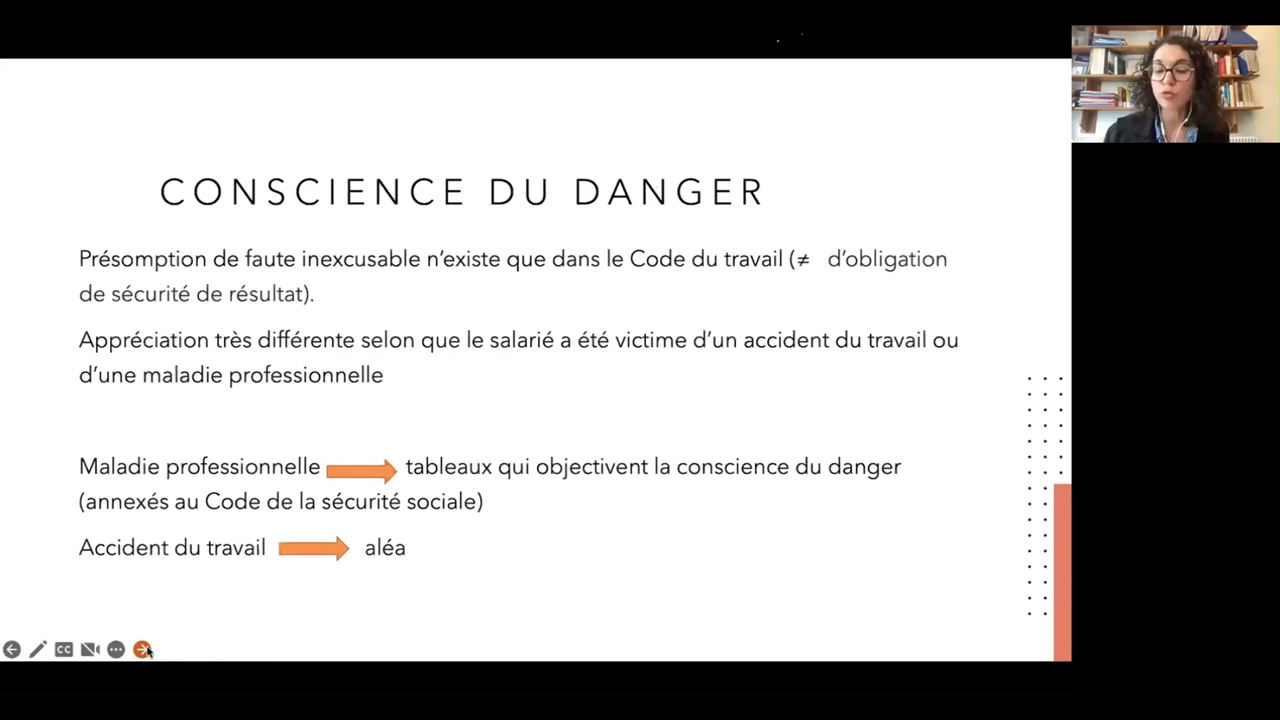 CONSCIENCE DU DANGER
Présomption de faute inexcusable n'existe que dans le Code du travail (≠ d'obligation
de sécurité de résultat).
Appréciation très différente selon que le salarié a été victime d'un accident du travail ou
d'une maladie professionnelle
Maladie professionnelle tableaux qui objectivent la conscience du danger
(annexés au Code de la sécurité sociale)
Accident du travail aléa
CC